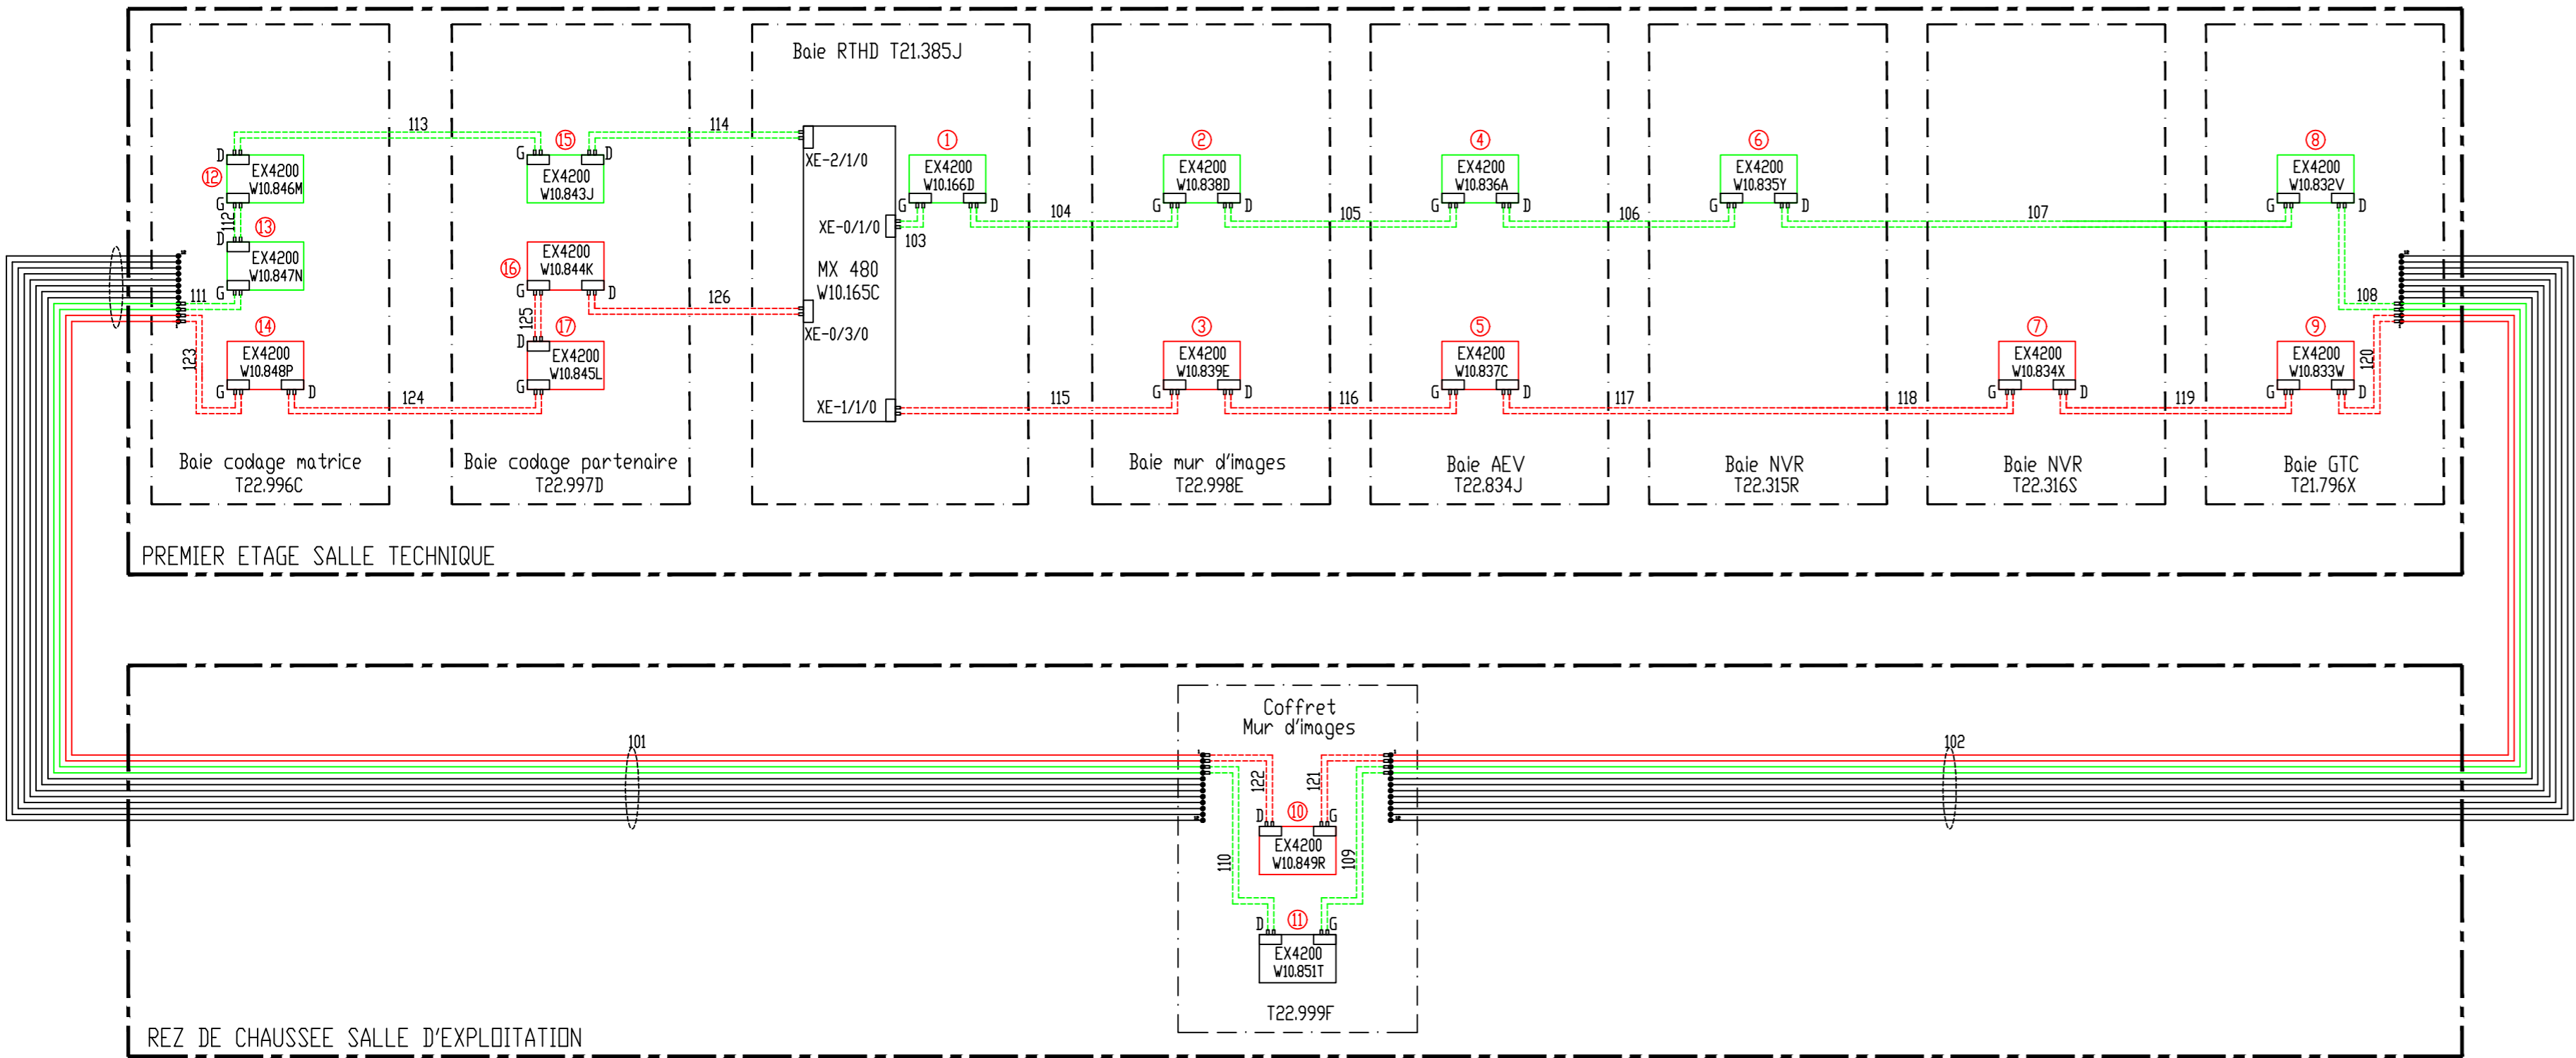 Baie RTHD T21.385J
113
114
D
⑫
EX4200
W10.846M
G
112
⑬
D
EX4200
W10.847N
G
111
⑭
EX4200
W10.848P
G
D
123
124
Baie codage matrice
T22.996C
⑮
G
D
EX4200
W10.843J
⑯
EX4200
W10.844K
G
D
125
126
⑰
D
EX4200
W10.845L
G
Baie codage partenaire
T22.997D
XE-2/1/0
XE-0/1/0
MX 480
W10.165C
XE-0/3/0
XE-1/1/0
①
EX4200
W10.166D
G
D
103
104
②
EX4200
W10.838D
G
D
105
③
EX4200
W10.839E
G
D
115
116
Baie mur d'images
T22.998E
④
EX4200
W10.836A
G
D
106
⑤
EX4200
W10.837C
G
D
117
Baie AEV
T22.834J
⑥
EX4200
W10.835Y
G
D
107
118
Baie NVR
T22.315R
⑦
EX4200
W10.834X
G
D
119
Baie NVR
T22.316S
⑧
EX4200
W10.832V
G
D
108
⑨
EX4200
W10.833W
G
D
120
Baie GTC
T21.796X
PREMIER ETAGE SALLE TECHNIQUE
Coffret
Mur d'images
101
102
122
121
⑩
D
G
EX4200
W10.849R
110
109
⑪
D
G
EX4200
W10.851T
T22.999F
REZ DE CHAUSSEE SALLE D'EXPLOITATION